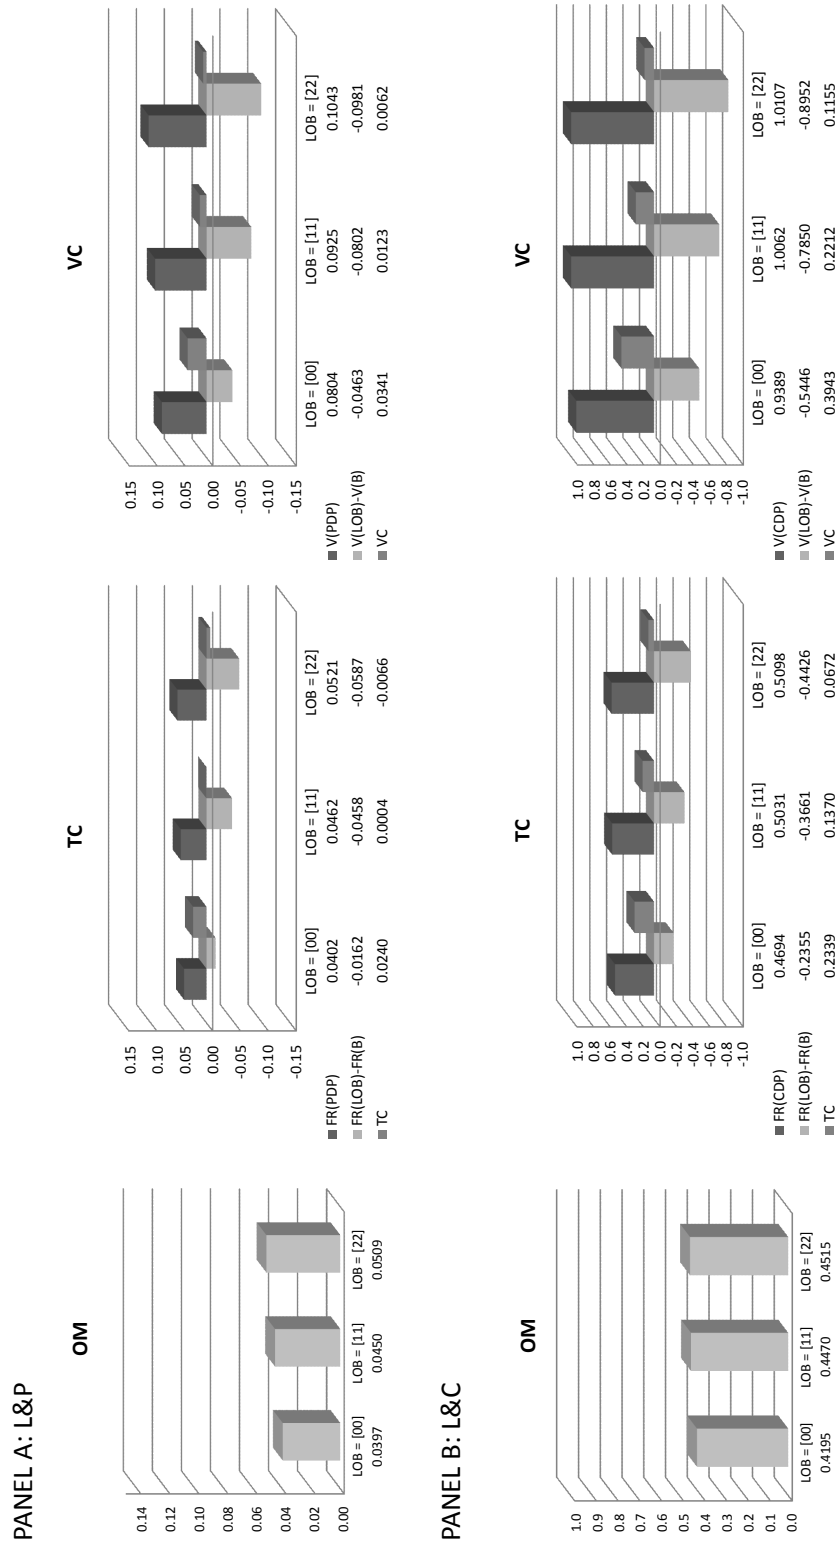 PANEL A: L&P
OM
0.14
0.12
0.10
0.08
0.06
0.04
0.02
0.00
LOB = [00] LOB = [11] LOB = [22]
0.0397 0.0450 0.0509
TC
0.15
0.10
0.05
0.00
-0.05
-0.10
-0.15
LOB = [00] LOB = [11] LOB = [22]
FR(PDP) 0.0402 0.0462 0.0521
FR(LOB)-FR(B) -0.0162 -0.0458 -0.0587
TC 0.0240 0.0004 -0.0066
VC
0.15
0.10
0.05
0.00
-0.05
-0.10
-0.15
LOB = [00] LOB = [11] LOB = [22]
V(PDP) 0.0804 0.0925 0.1043
V(LOB)-V(B) -0.0463 -0.0802 -0.0981
VC 0.0341 0.0123 0.0062
PANEL B: L&C
OM
1.0
0.9
0.8
0.7
0.6
0.5
0.4
0.3
0.2
0.1
0.0
LOB = [00] LOB = [11] LOB = [22]
0.4195 0.4470 0.4515
TC
1.0
0.8
0.6
0.4
0.2
0.0
-0.2
-0.4
-0.6
-0.8
-1.0
LOB = [00] LOB = [11] LOB = [22]
FR(CDP) 0.4694 0.5031 0.5098
FR(LOB)-FR(B) -0.2355 -0.3661 -0.4426
TC 0.2339 0.1370 0.0672
VC
1.0
0.8
0.6
0.4
0.2
0.0
-0.2
-0.4
-0.6
-0.8
-1.0
LOB = [00] LOB = [11] LOB = [22]
V(CDP) 0.9389 1.0062 1.0107
V(LOB)-V(B) -0.5446 -0.7850 -0.8952
VC 0.3943 0.2212 0.1155